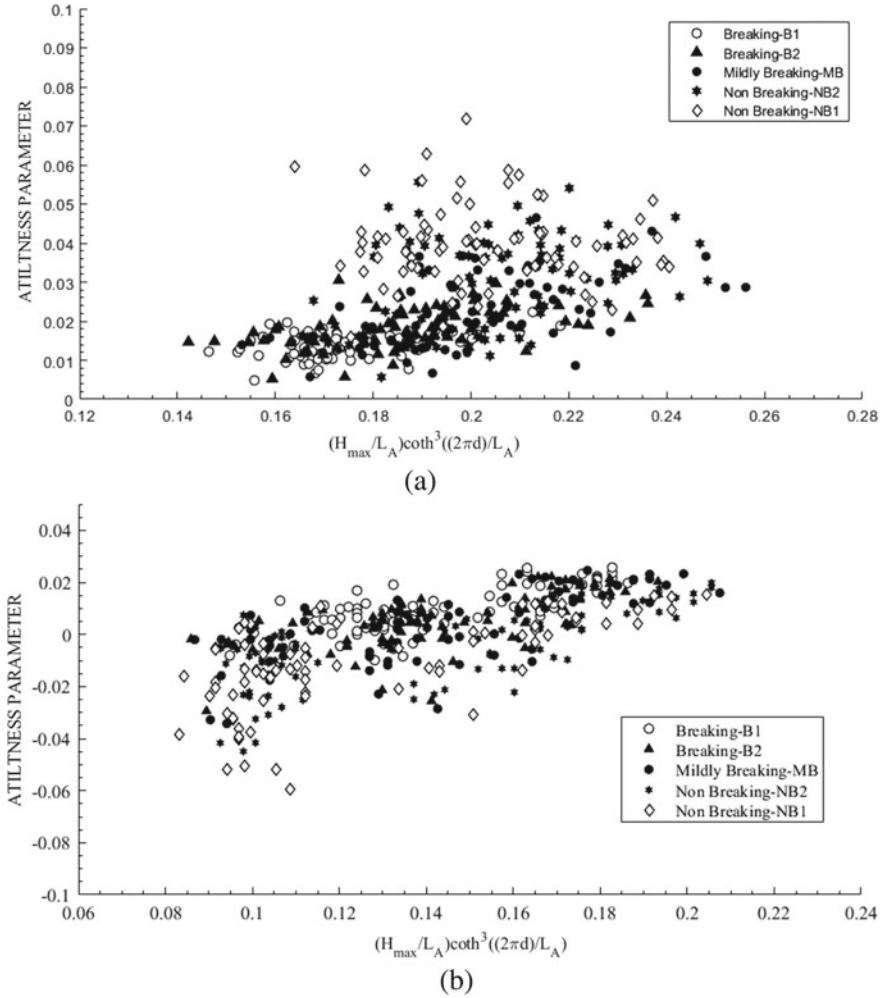 0.1
0.09
0.08
0.07
0.06
0.05
0.04
0.03
0.02
0.01
0
ATILTNESS PARAMETER
Breaking-B1
Breaking-B2
Mildly Breaking-MB
Non Breaking-NB2
Non Breaking-NB1
0.12 0.14 0.16 0.18 0.2 0.22 0.24 0.26 0.28
(Hmax/LA)coth³((2πd)/LA)
(a)
0.04
0.02
0
-0.02
-0.04
-0.06
-0.08
-0.1
ATILTNESS PARAMETER
Breaking-B1
Breaking-B2
Mildly Breaking-MB
Non Breaking-NB2
Non Breaking-NB1
0.06 0.08 0.1 0.12 0.14 0.16 0.18 0.2 0.22 0.24
(Hmax/LA)coth³((2πd)/LA)
(b)